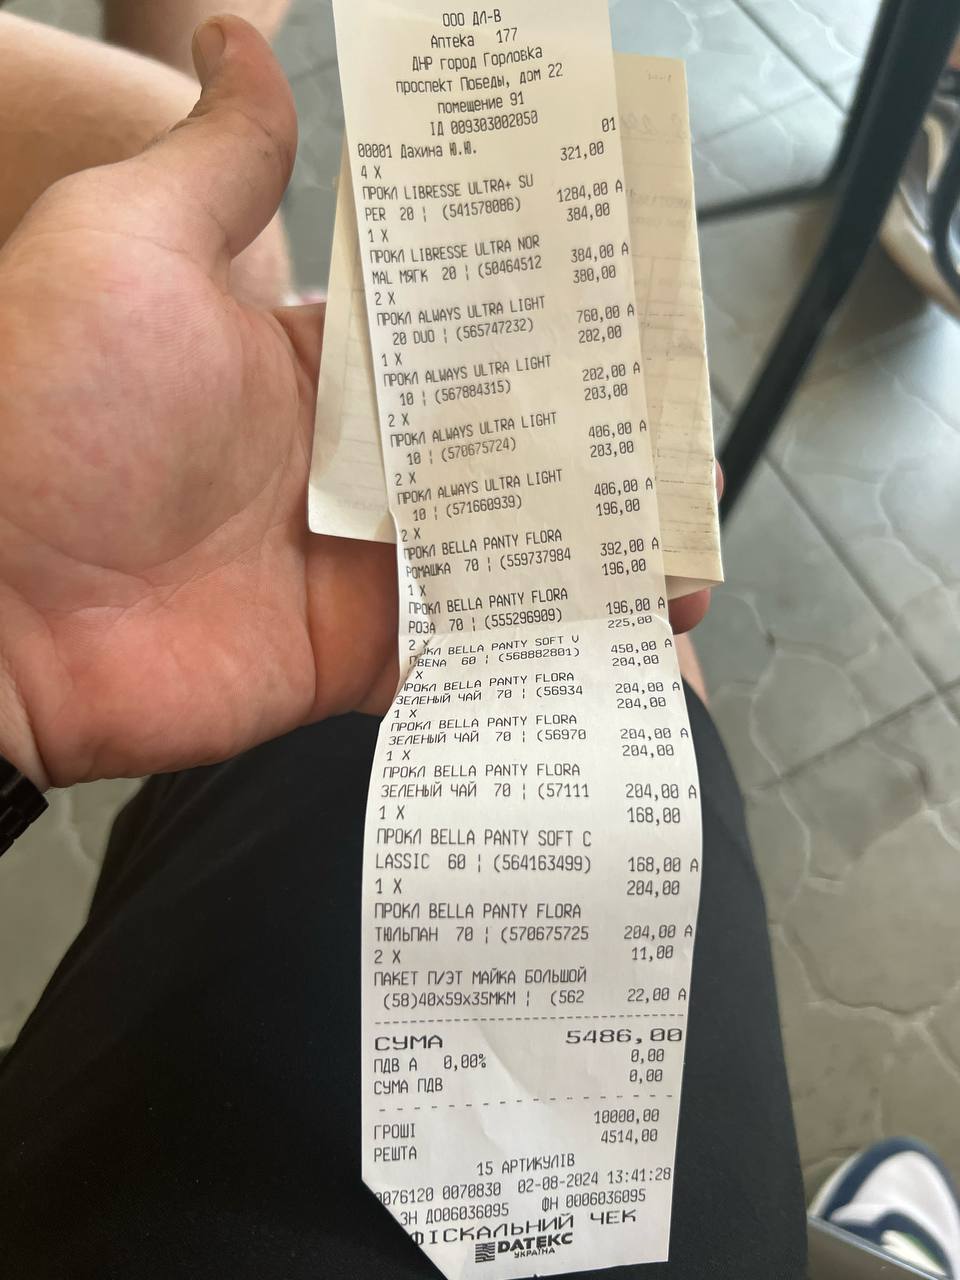 ООО ДЛ-В
Аптека 177
ДНР город Горловка
проспект Победы, дом 22
помещение 91
ІД 009303002050
00001 Дахина Ю.Ю. 01
4 X 321,00
ПРОКЛ LIBRESSE ULTRA+ SU
PER 20 ¦ (541578086) 1284,00 А
1 X 384,00
ПРОКЛ LIBRESSE ULTRA NOR
MAL МЯГК 20 ¦ (50464512 384,00 А
2 X 380,00
ПРОКЛ ALWAYS ULTRA LIGHT
20 DUO ¦ (565747232) 760,00 А
1 X 202,00
ПРОКЛ ALWAYS ULTRA LIGHT
10 ¦ (567884315) 202,00 А
2 X 203,00
ПРОКЛ ALWAYS ULTRA LIGHT
10 ¦ (570675724) 406,00 А
2 X 203,00
ПРОКЛ ALWAYS ULTRA LIGHT
10 ¦ (571660939) 406,00 А
2 X 196,00
ПРОКЛ BELLA PANTY FLORA
РОМАШКА 70 ¦ (559737984 392,00 А
1 X 196,00
ПРОКЛ BELLA PANTY FLORA
РОЗА 70 ¦ (555296909) 196,00 А
2 X 225,00
ПРОКЛ BELLA PANTY SOFT V
ВЕNA 60 ¦ (568882801) 450,00 А
X 204,00
ПРОКЛ BELLA PANTY FLORA
ЗЕЛЕНЫЙ ЧАЙ 70 ¦ (56934 204,00 А
1 X 204,00
ПРОКЛ BELLA PANTY FLORA
ЗЕЛЕНЫЙ ЧАЙ 70 ¦ (56970 204,00 А
1 X 204,00
ПРОКЛ BELLA PANTY FLORA
ЗЕЛЕНЫЙ ЧАЙ 70 ¦ (57111 204,00 А
1 X 168,00
ПРОКЛ BELLA PANTY SOFT C
LASSIC 60 ¦ (564163499) 168,00 А
1 X 204,00
ПРОКЛ BELLA PANTY FLORA
ТЮЛЬПАН 70 ¦ (570675725 204,00 А
2 X 11,00
ПАКЕТ П/ЭТ МАЙКА БОЛЬШОЙ
(58)40х59х35МКМ ¦ (562 22,00 А
СУМА 5486,00
ПДВ А 0,00% 0,00
СУМА ПДВ 0,00
ГРОШІ 10000,00
РЕШТА 4514,00
15 АРТИКУЛІВ
0076120 0070830 02-08-2024 13:41:28
ЗН ДО06036095 ФН 0006036095
ФІСКАЛЬНИЙ ЧЕК
DATEКС
УКРАЇНА